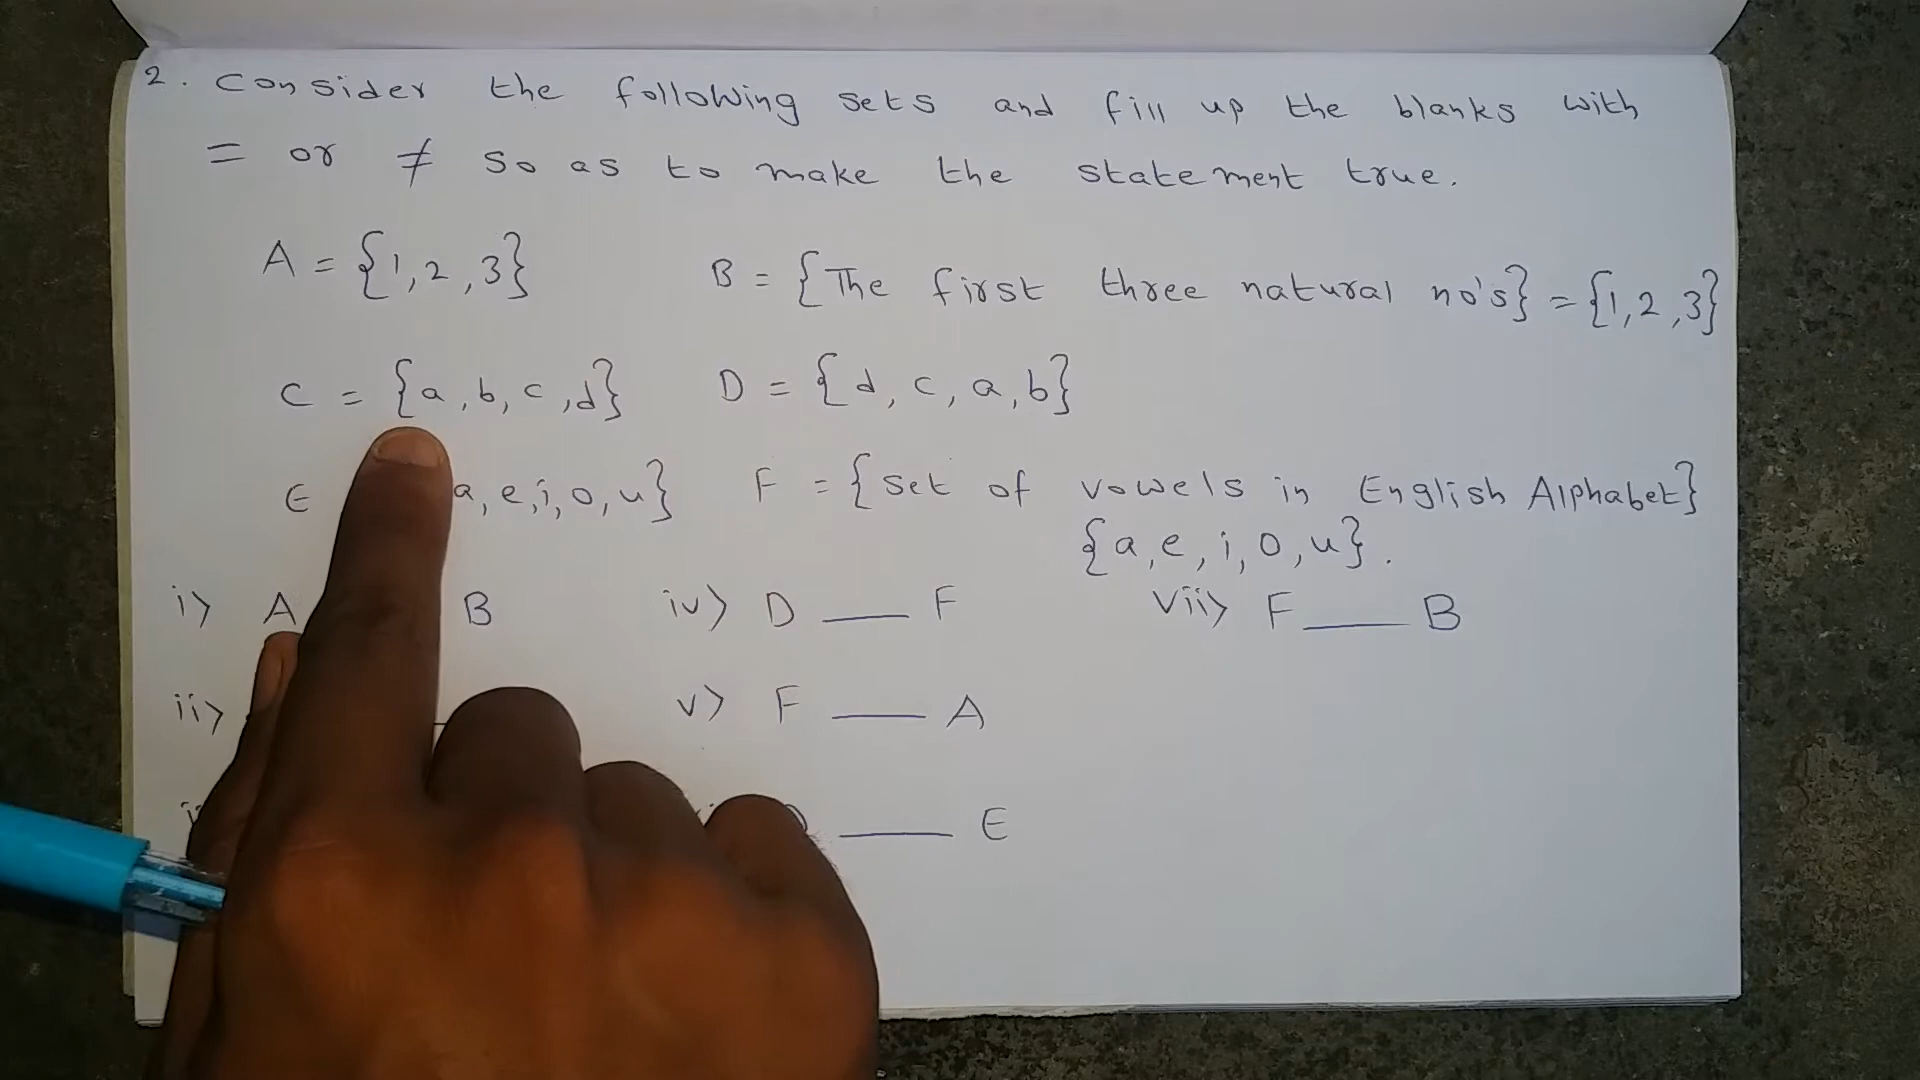 2. Consider the following sets and fill up the blanks with
= or ≠ so as to make the statement true.
A = {1,2,3} B = {The first three natural no's} = {1,2,3}
C = {a,b,c,d} D = {d,c,a,b}
E a,e,i,o,u} F = {set of vowels in English Alphabet}
{a,e,i,o,u}.
i) A B iv) D ___ F vii) F ___ B
ii) v) F ___ A
___ E